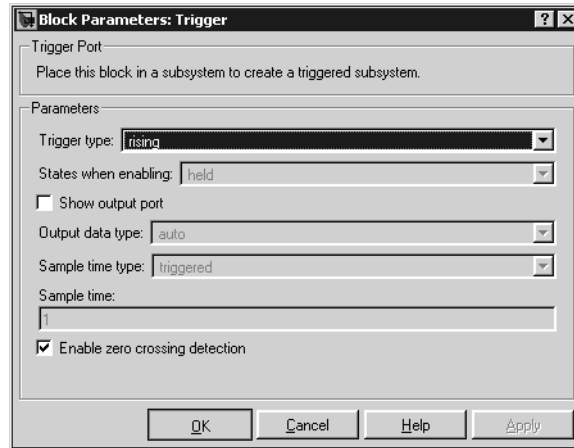 Block Parameters: Trigger
Trigger Port
Place this block in a subsystem to create a triggered subsystem.
Parameters
Trigger type: rising
States when enabling: held
Show output port
Output data type: auto
Sample time type: triggered
Sample time:
1
Enable zero crossing detection
OK Cancel Help Apply